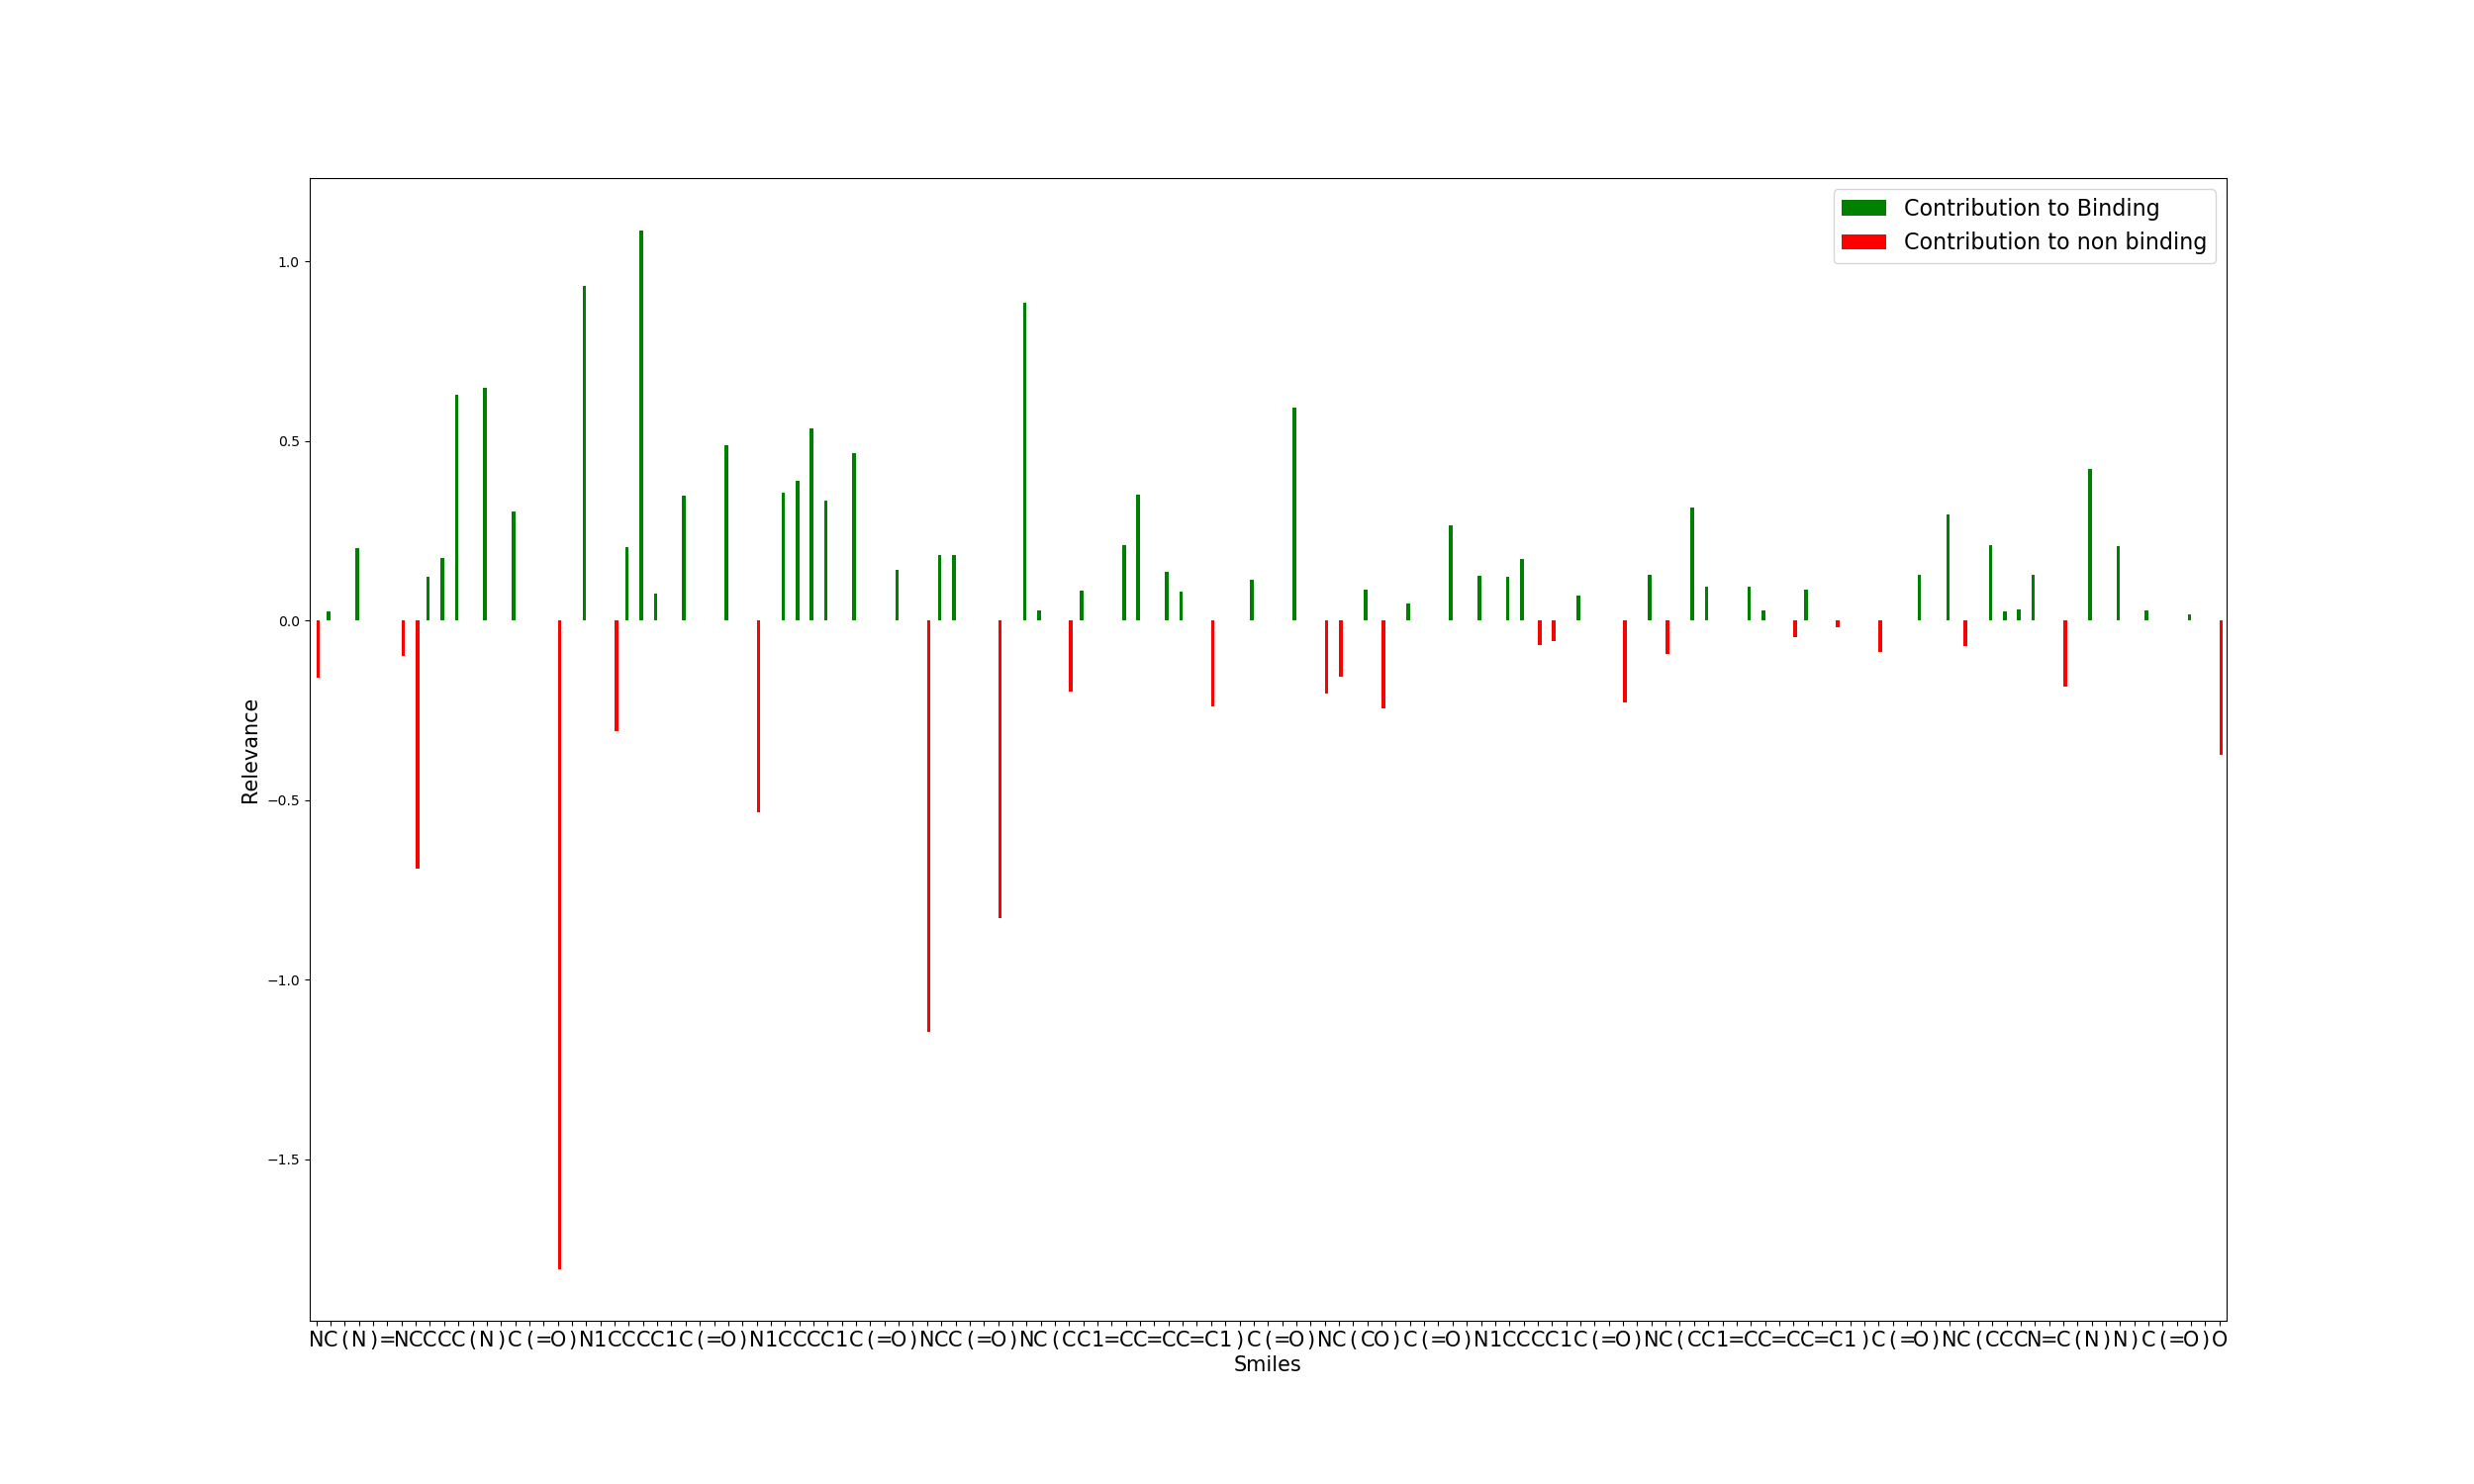 Contribution to Binding
Contribution to non binding
1.0
0.5
0.0
−0.5
−1.0
−1.5
Relevance
NC(N)=NCCCC(N)C(=O)N1CCCC1C(=O)N1CCCC1C(=O)NCC(=O)NC(CC1=CC=CC=C1)C(=O)NC(CO)C(=O)N1CCCC1C(=O)NC(CC1=CC=CC=C1)C(=O)NC(CCCN=C(N)N)C(=O)O
Smiles